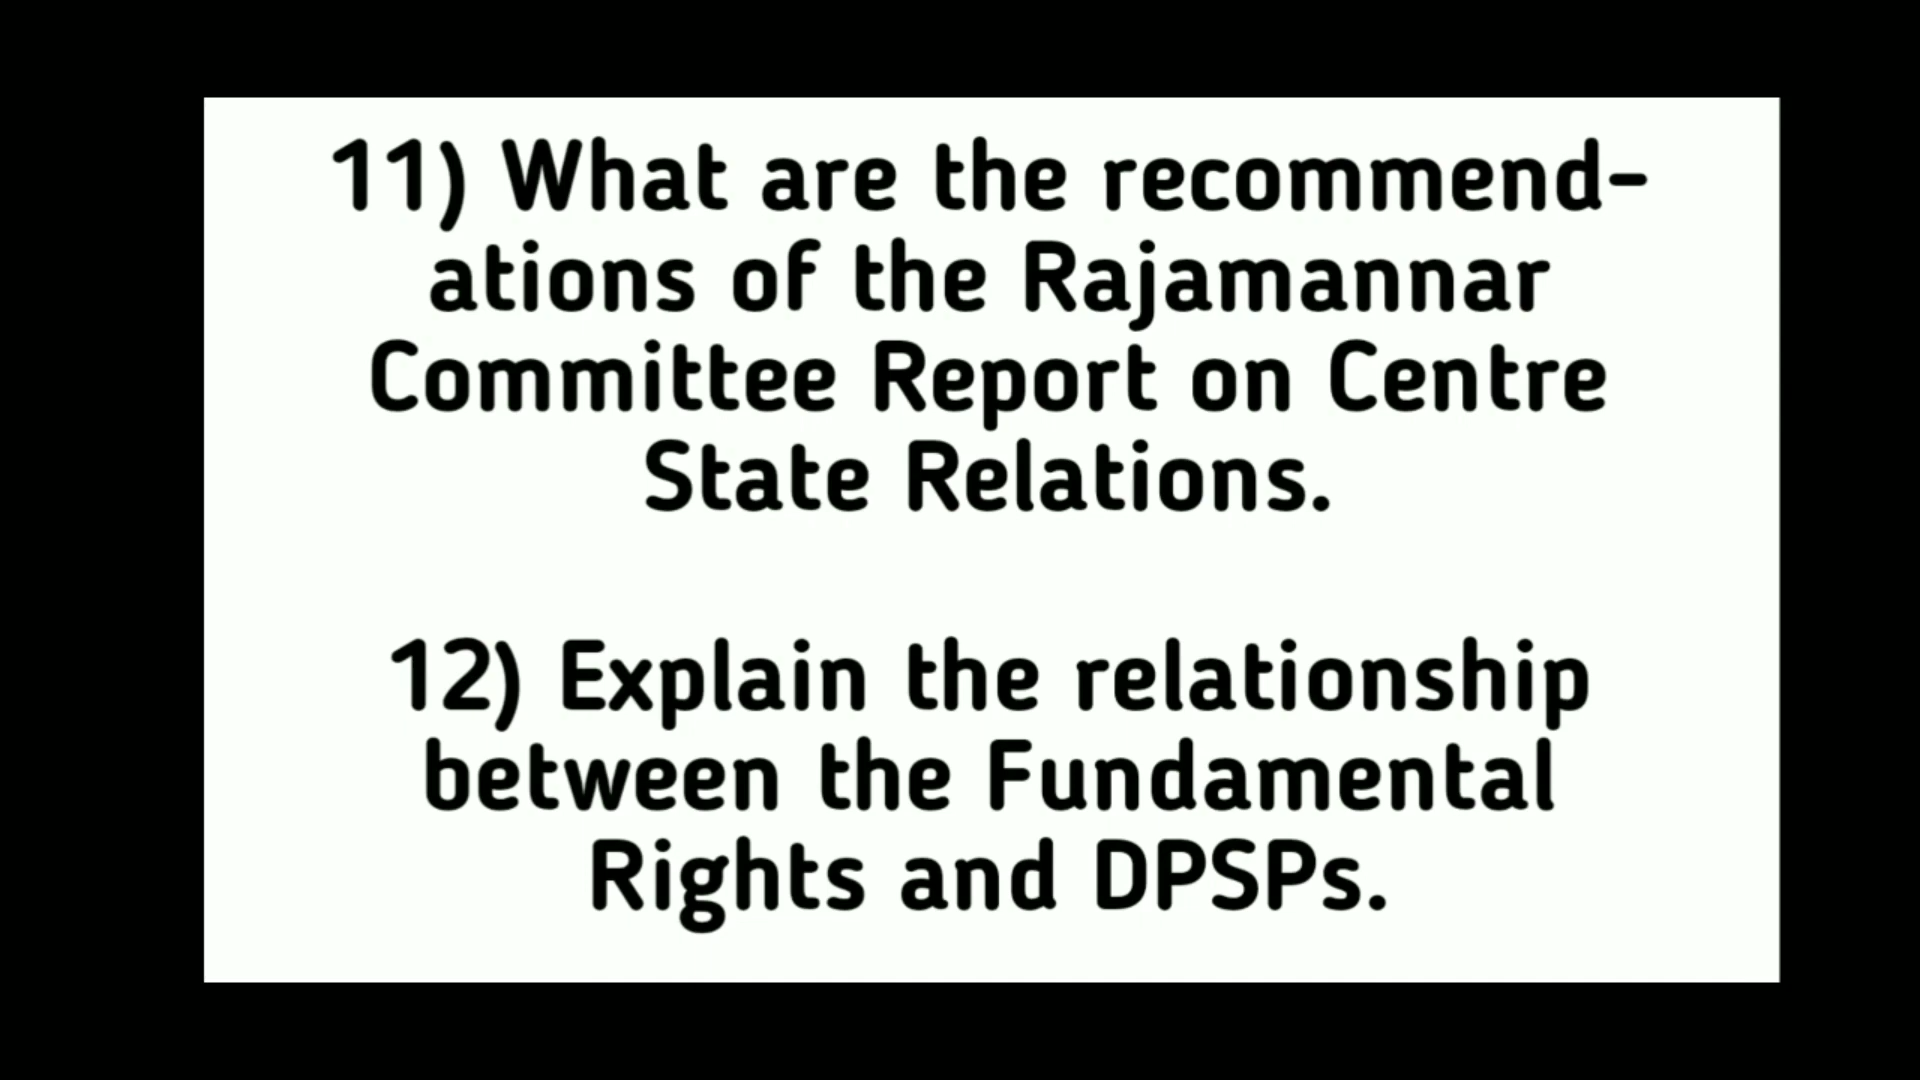 11) What are the recommend-
ations of the Rajamannar
Committee Report on Centre
State Relations.
12) Explain the relationship
between the Fundamental
Rights and DPSPs.